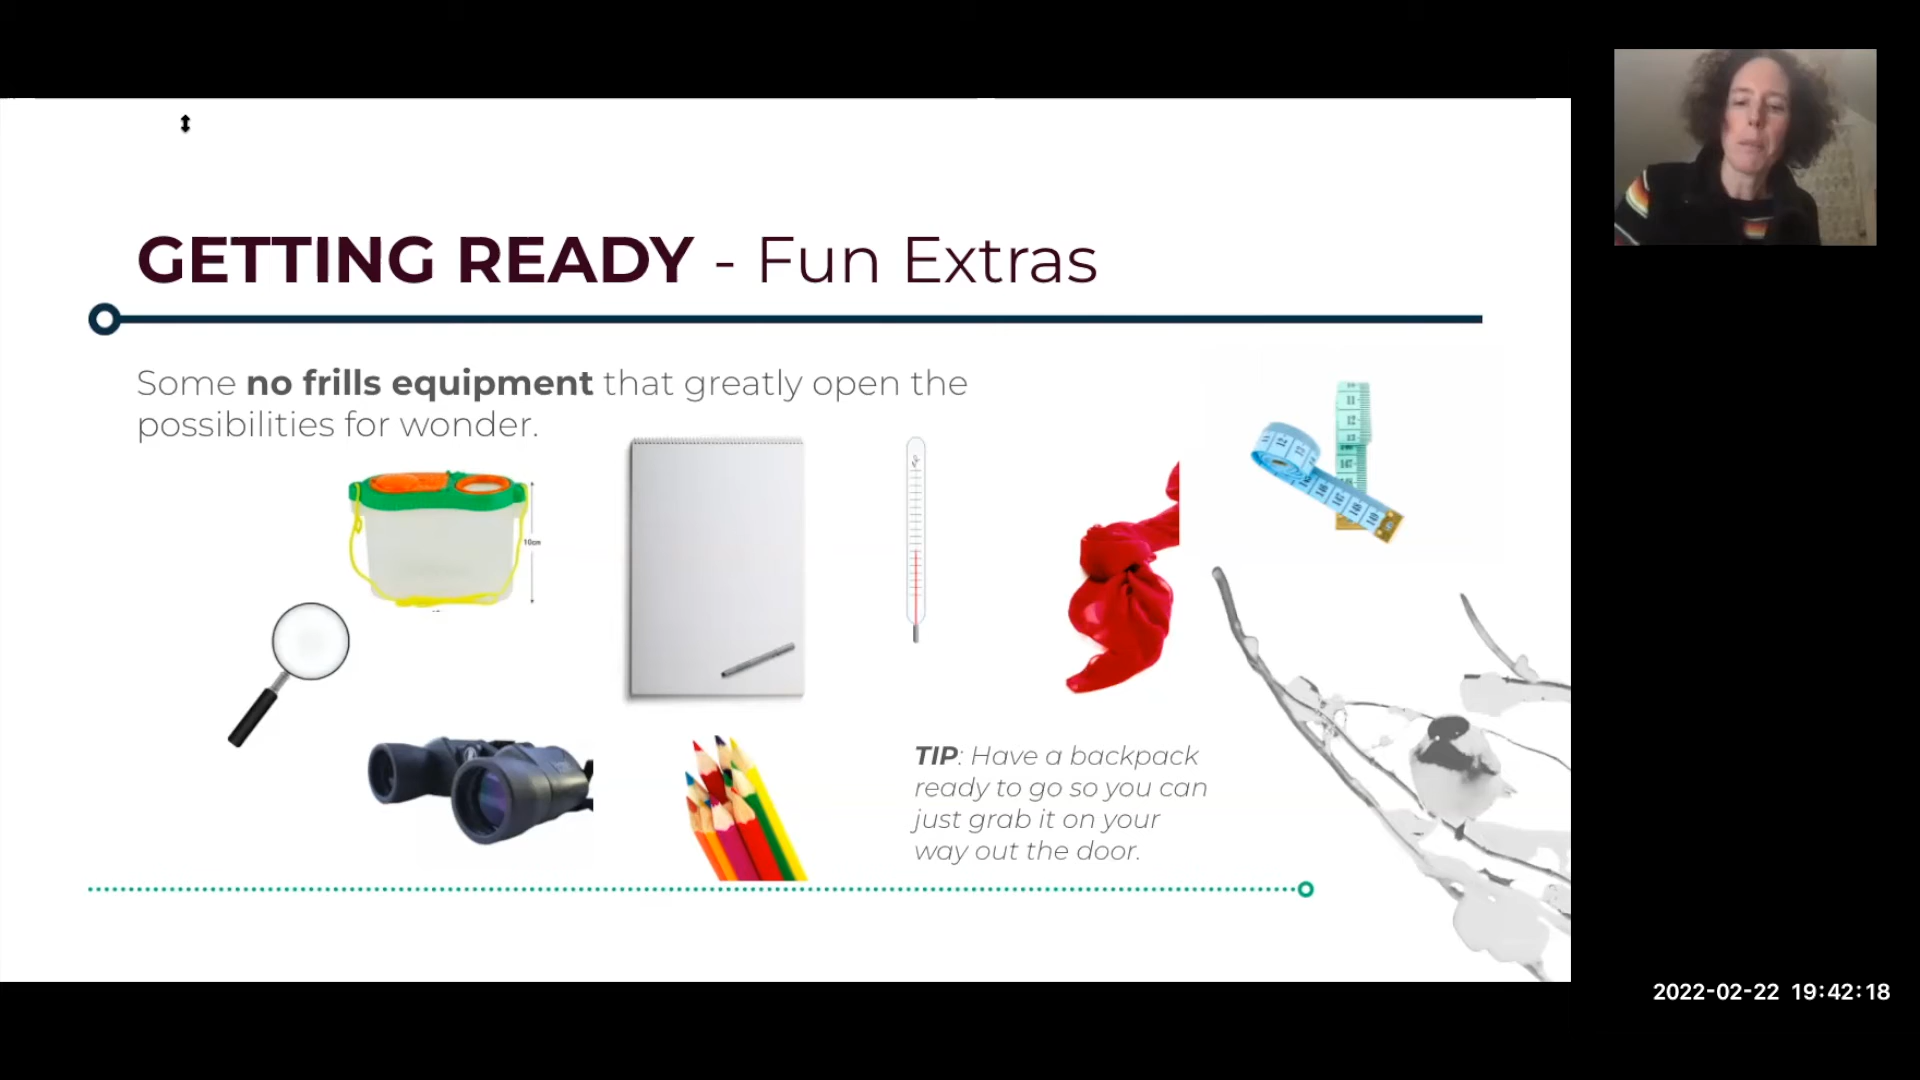 GETTING READY - Fun Extras
Some no frills equipment that greatly open the
possibilities for wonder.
10cm
TIP: Have a backpack
ready to go so you can
just grab it on your
way out the door.
2022-02-22 19:42:18